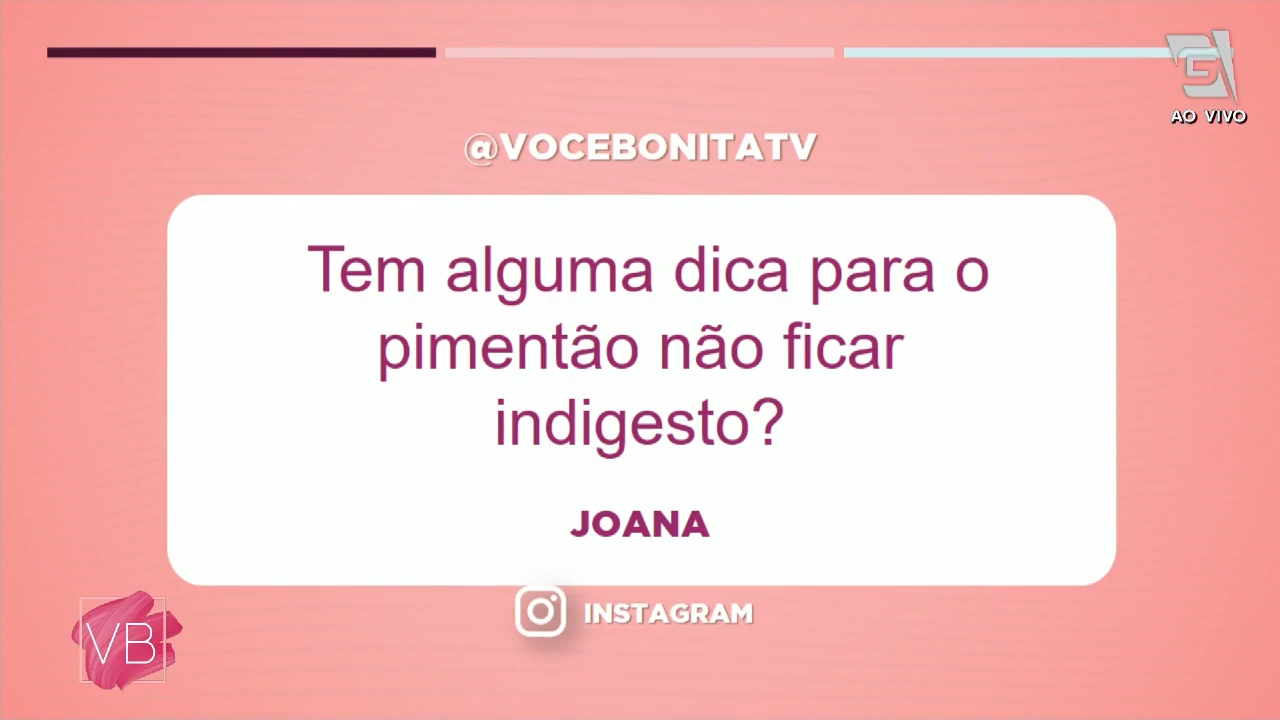 AO VIVO
@VOCEBONITATV
Tem alguma dica para o
pimentão não ficar
indigesto?
JOANA
INSTAGRAM
VB